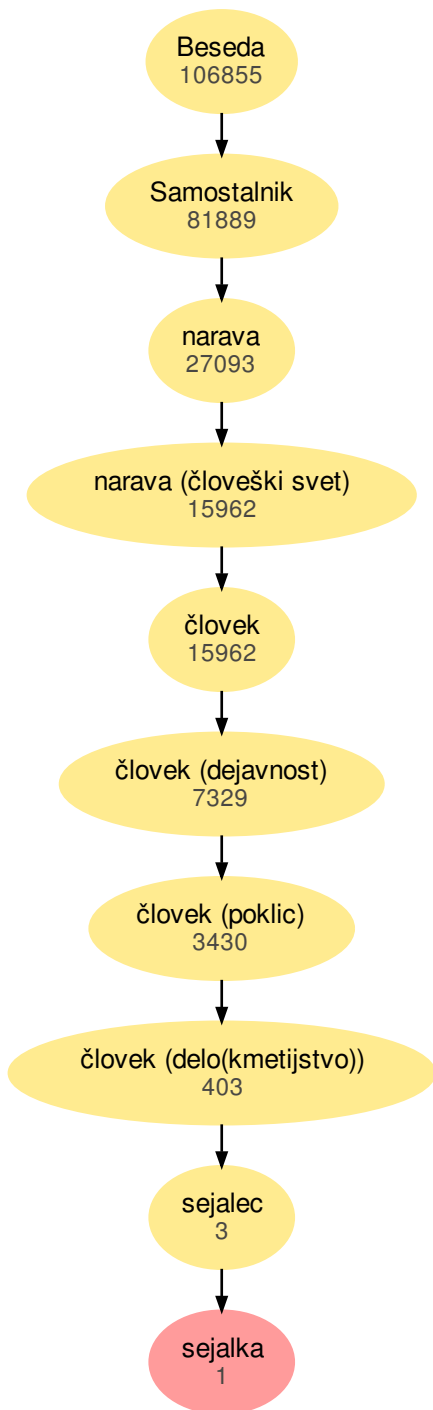 Beseda
106855
Samostalnik
81889
narava
27093
narava (človeški svet)
15962
človek
15962
človek (dejavnost)
7329
človek (poklic)
3430
človek (delo(kmetijstvo))
403
sejalec
3
sejalka
1